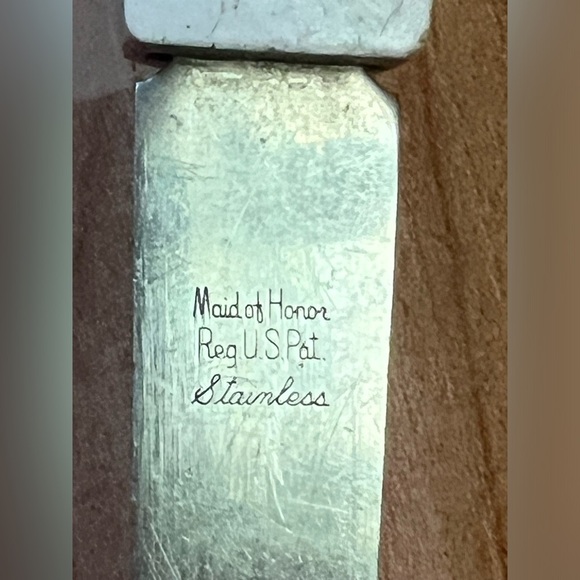 Maid of Honor
Reg U.S. Pat.
Stainless